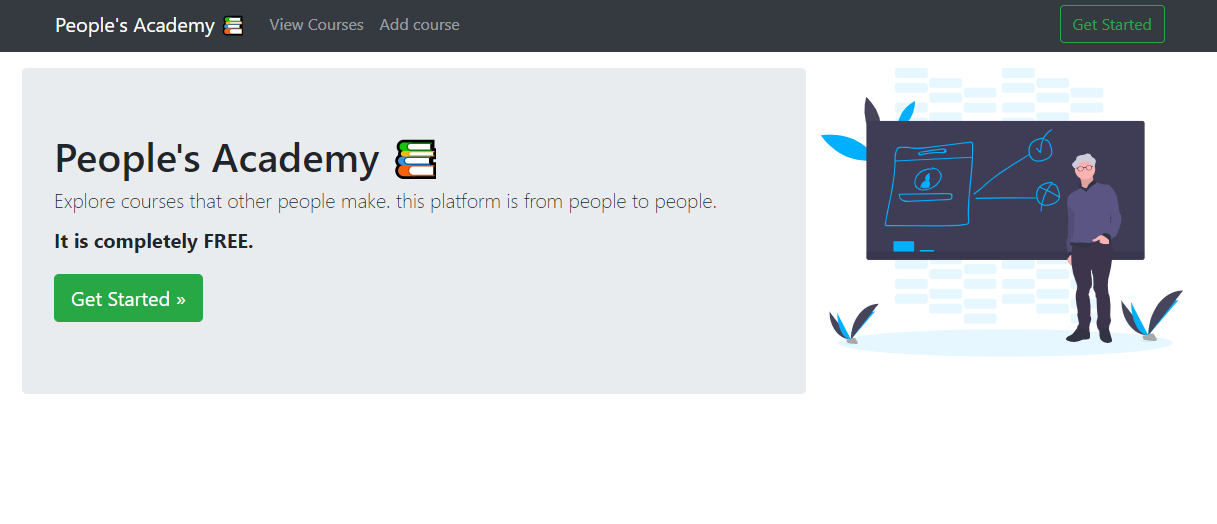 People's Academy 📚 View Courses Add course Get Started
People's Academy 📚
Explore courses that other people make. this platform is from people to people.
It is completely FREE.
Get Started »